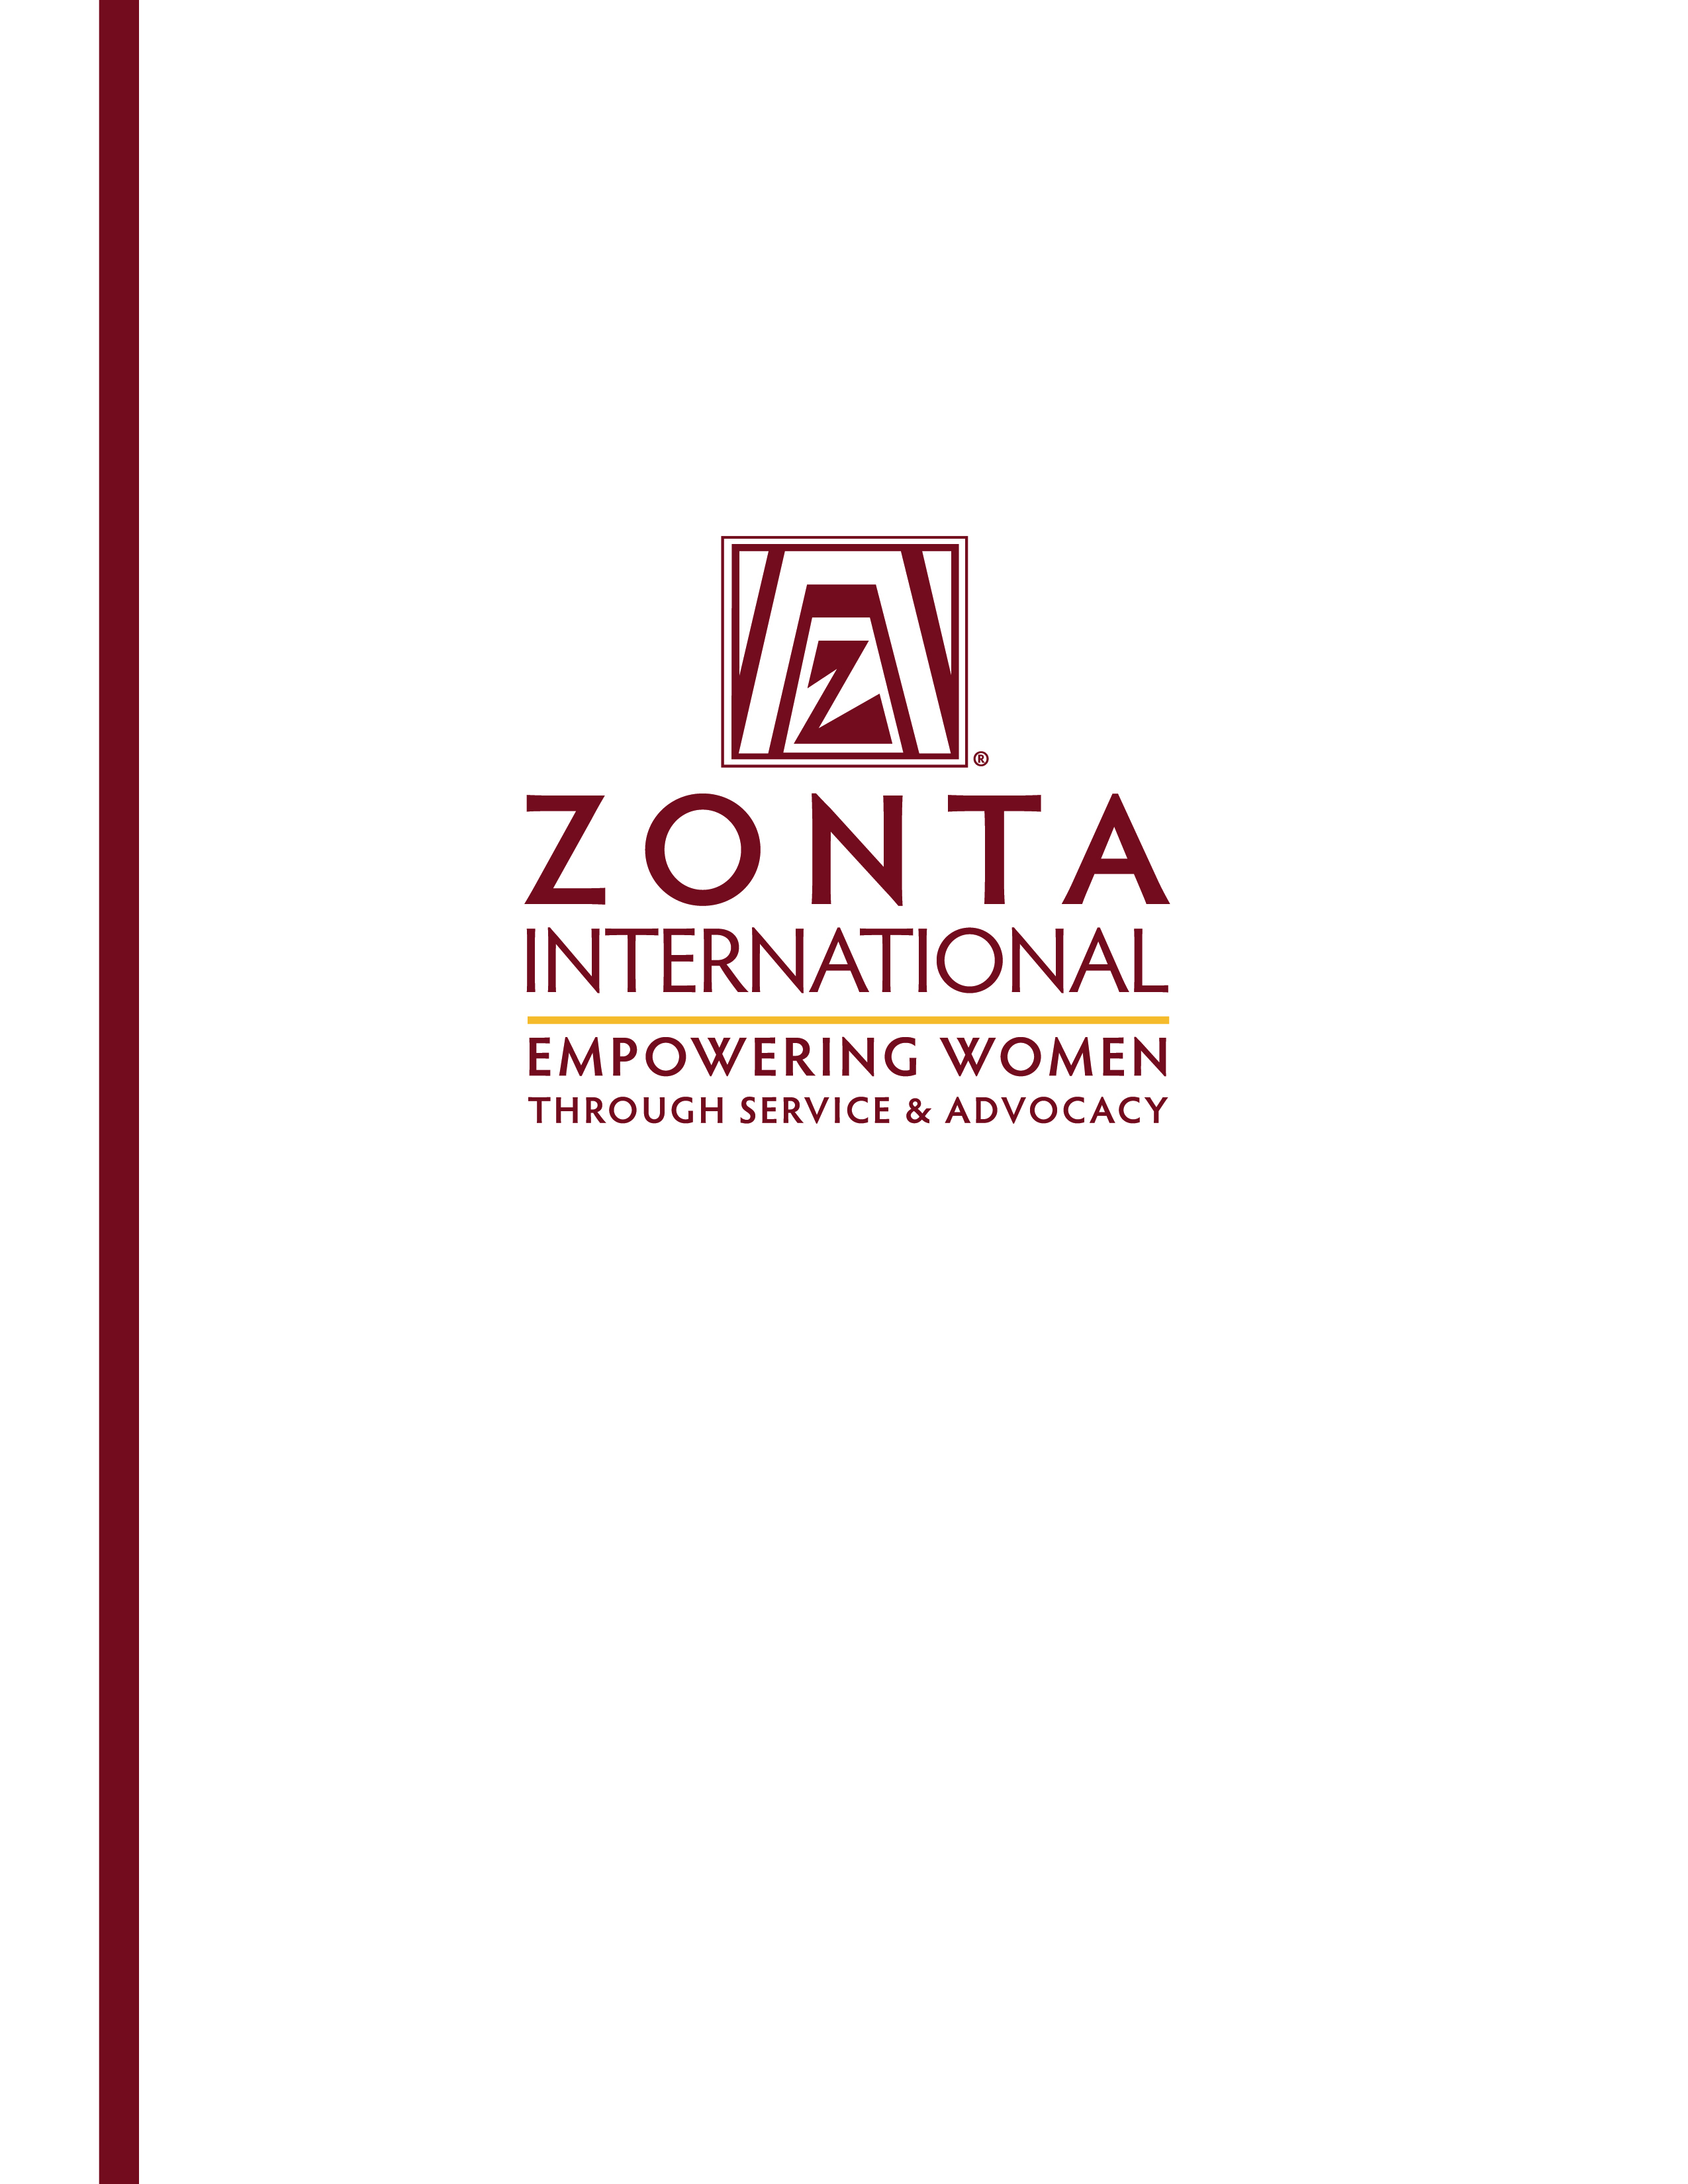 ®
ZONTA
INTERNATIONAL
EMPOWERING WOMEN
THROUGH SERVICE & ADVOCACY